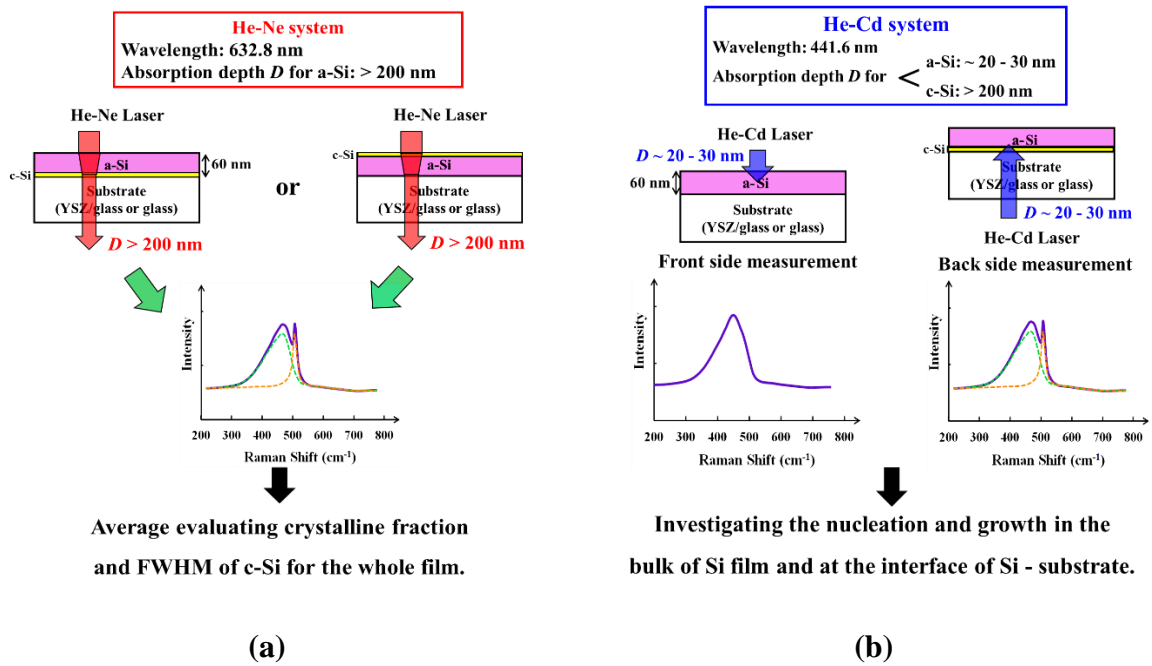 He-Ne system
Wavelength: 632.8 nm
Absorption depth D for a-Si: > 200 nm
He-Ne Laser
He-Ne Laser
c-Si
a-Si
60 nm
Substrate
(YSZ/glass or glass)
D > 200 nm
or
c-Si
a-Si
Substrate
(YSZ/glass or glass)
D > 200 nm
Intensity
200 300 400 500 600 700 800
Raman Shift (cm⁻¹)
Average evaluating crystalline fraction
and FWHM of c-Si for the whole film.
(a)
He-Cd system
Wavelength: 441.6 nm
Absorption depth D for
a-Si: ~ 20 - 30 nm
c-Si: > 200 nm
He-Cd Laser
D ~ 20 - 30 nm
60 nm
a-Si
Substrate
(YSZ/glass or glass)
Front side measurement
a-Si
c-Si
Substrate
(YSZ/glass or glass)
D ~ 20 - 30 nm
He-Cd Laser
Back side measurement
Intensity
200 300 400 500 600 700 800
Raman Shift (cm⁻¹)
Intensity
200 300 400 500 600 700 800
Raman Shift (cm⁻¹)
Investigating the nucleation and growth in the
bulk of Si film and at the interface of Si - substrate.
(b)